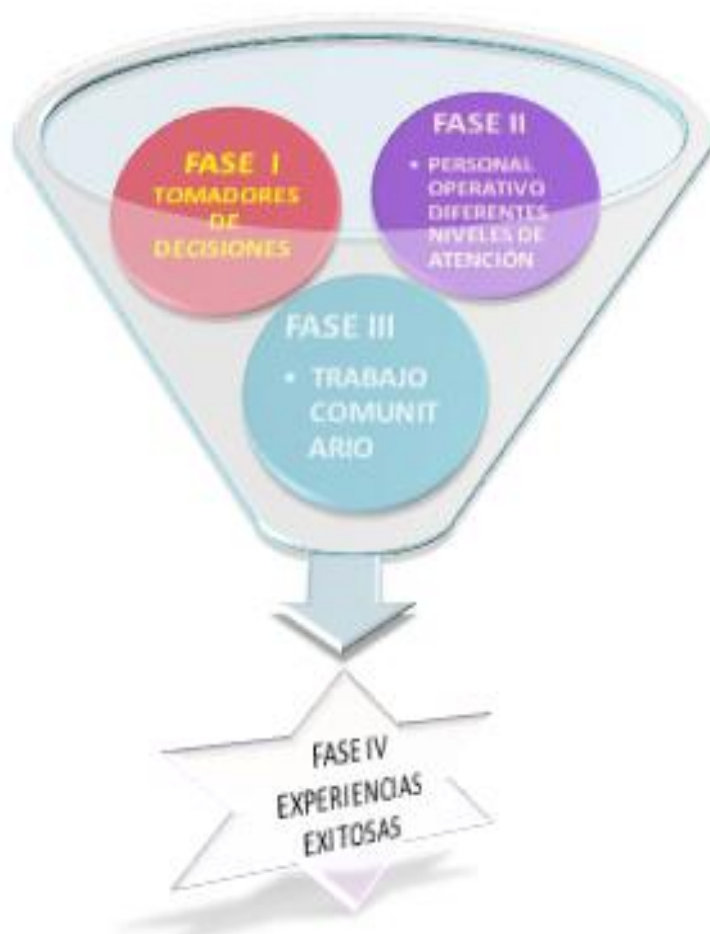 FASE I
TOMADORES
DE
DECISIONES
FASE II
• PERSONAL
OPERATIVO
DIFERENTES
NIVELES DE
ATENCIÓN
FASE III
• TRABAJO
COMUNIT
ARIO
FASE IV
EXPERIENCIAS
EXITOSAS